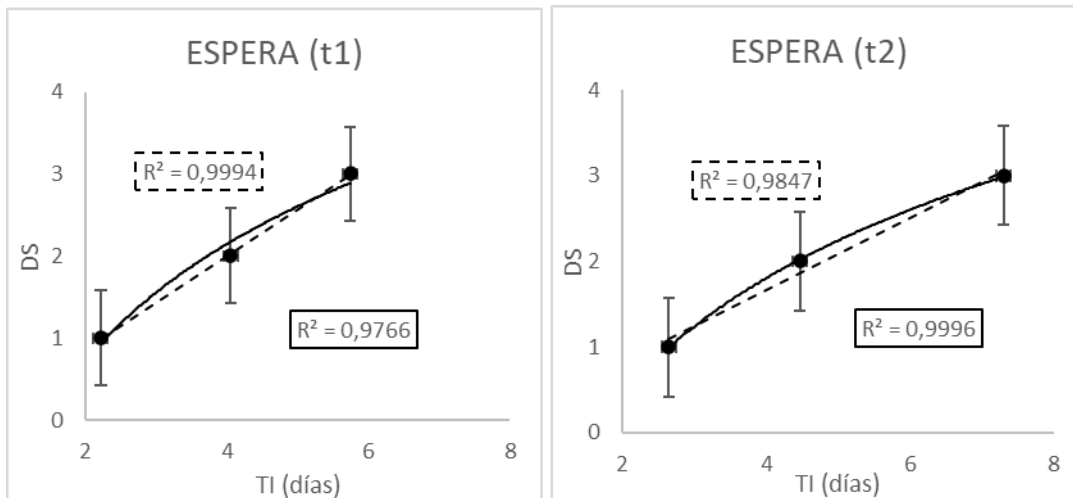 ESPERA (t1)
4
3
2
1
0
DS
R² = 0,9994
R² = 0,9766
2 4 6 8
TI (días)
ESPERA (t2)
4
3
2
1
0
DS
R² = 0,9847
R² = 0,9996
2 4 6 8
TI (días)